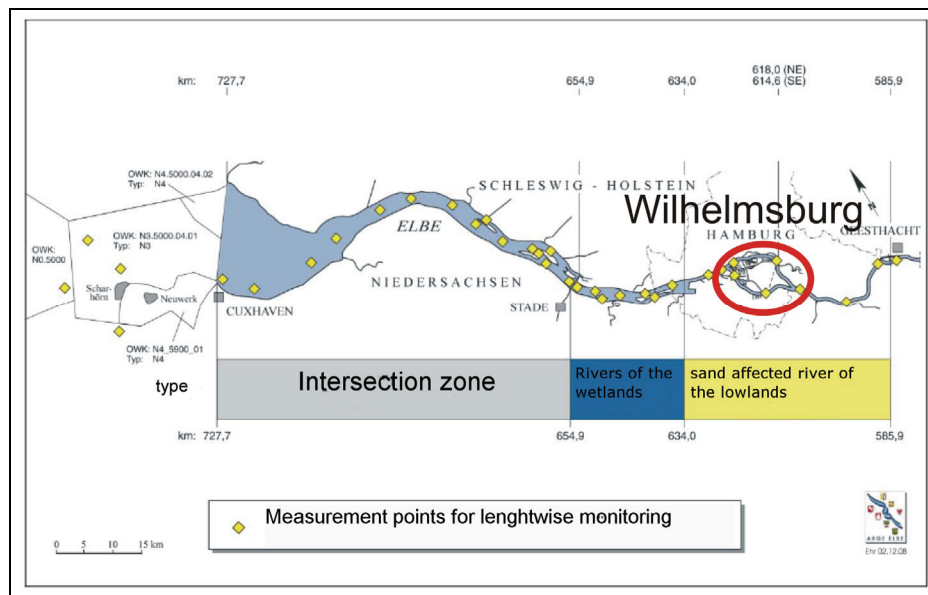 618,0 (NE)
km: 727,7 654,9 634,0 614,6 (SE) 585,9
OWK: N4.5000.04.02
Typ: N4
SCHLESWIG - HOLSTEIN
Wilhelmsburg
ELBE
HAMBURG
GEESTHACHT
OWK: N3.5000.04.01
Typ: N3
OWK:
N0.5000
NIEDERSACHSEN
Schar-
hörn
Neuwerk
CUXHAVEN
STADE
N
OWK: N4_5900_01
Typ: N4
type
Intersection zone
Rivers of the
wetlands
sand affected river of
the lowlands
km: 727,7 654,9 634,0 585,9
Measurement points for lenghtwise monitoring
0 5 10 15 km
ARGE ELBE
Ehr 02.12.08